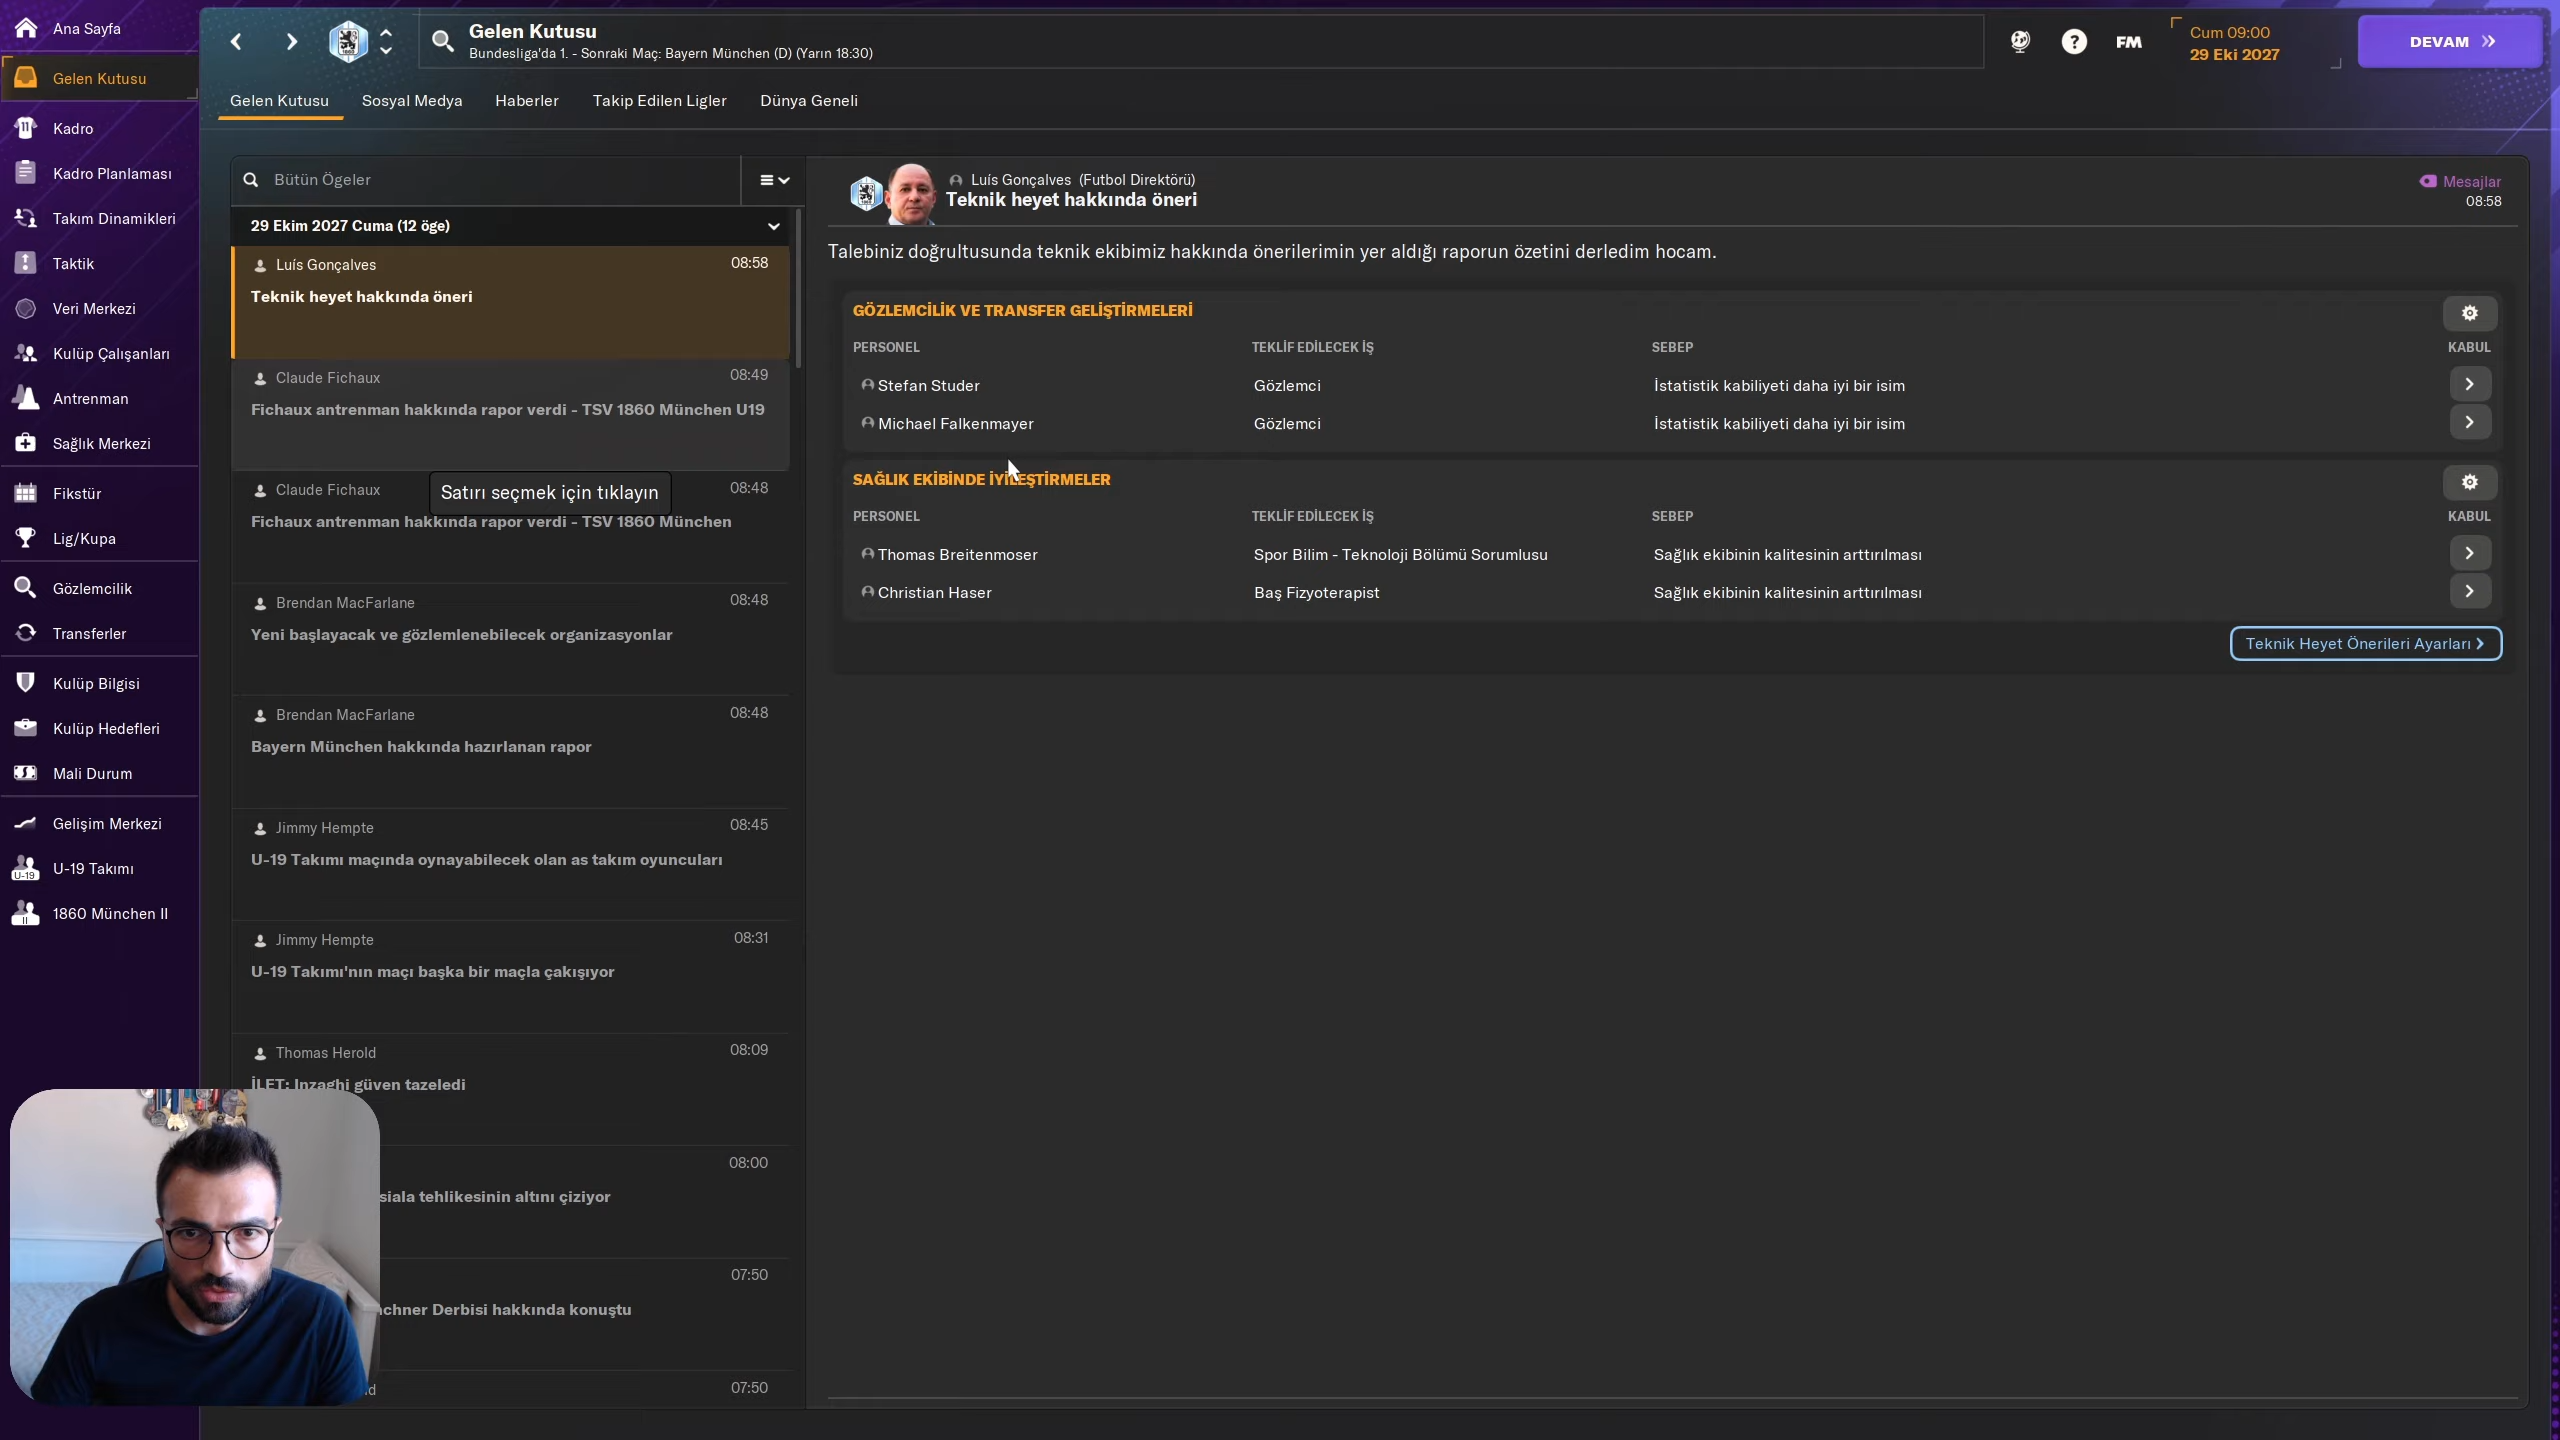 Ana Sayfa
Gelen Kutusu
Kadro
Kadro Planlaması
Takım Dinamikleri
Taktik
Veri Merkezi
Kulüp Çalışanları
Antrenman
Sağlık Merkezi
Fikstür
Lig/Kupa
Gözlemcilik
Transferler
Kulüp Bilgisi
Kulüp Hedefleri
Mali Durum
Gelişim Merkezi
U-19 Takımı
1860 München II
Gelen Kutusu
Bundesliga'da 1. - Sonraki Maç: Bayern München (D) (Yarın 18:30)
FM
Cum 09:00
29 Eki 2027
DEVAM
Gelen Kutusu Sosyal Medya Haberler Takip Edilen Ligler Dünya Geneli
Bütün Ögeler
29 Ekim 2027 Cuma (12 öge)
Luís Gonçalves 08:58
Teknik heyet hakkında öneri
Claude Fichaux 08:49
Fichaux antrenman hakkında rapor verdi - TSV 1860 München U19
Claude Fichaux 08:48
Satırı seçmek için tıklayın
Fichaux antrenman hakkında rapor verdi - TSV 1860 München
Brendan MacFarlane 08:48
Yeni başlayacak ve gözlemlenebilecek organizasyonlar
Brendan MacFarlane 08:48
Bayern München hakkında hazırlanan rapor
Jimmy Hempte 08:45
U-19 Takımı maçında oynayabilecek olan as takım oyuncuları
Jimmy Hempte 08:31
U-19 Takımı'nın maçı başka bir maçla çakışıyor
Thomas Herold 08:09
İLET: Inzaghi güven tazeledi
08:00
siala tehlikesinin altını çiziyor
07:50
nchner Derbisi hakkında konuştu
07:50
Luís Gonçalves (Futbol Direktörü)
Teknik heyet hakkında öneri
Mesajlar
08:58
Talebiniz doğrultusunda teknik ekibimiz hakkında önerilerimin yer aldığı raporun özetini derledim hocam.
GÖZLEMCİLİK VE TRANSFER GELİŞTİRMELERİ
PERSONEL TEKLİF EDİLECEK İŞ SEBEP KABUL
Stefan Studer Gözlemci İstatistik kabiliyeti daha iyi bir isim
Michael Falkenmayer Gözlemci İstatistik kabiliyeti daha iyi bir isim
SAĞLIK EKİBİNDE İYİLEŞTİRMELER
PERSONEL TEKLİF EDİLECEK İŞ SEBEP KABUL
Thomas Breitenmoser Spor Bilim - Teknoloji Bölümü Sorumlusu Sağlık ekibinin kalitesinin arttırılması
Christian Haser Baş Fizyoterapist Sağlık ekibinin kalitesinin arttırılması
Teknik Heyet Önerileri Ayarları